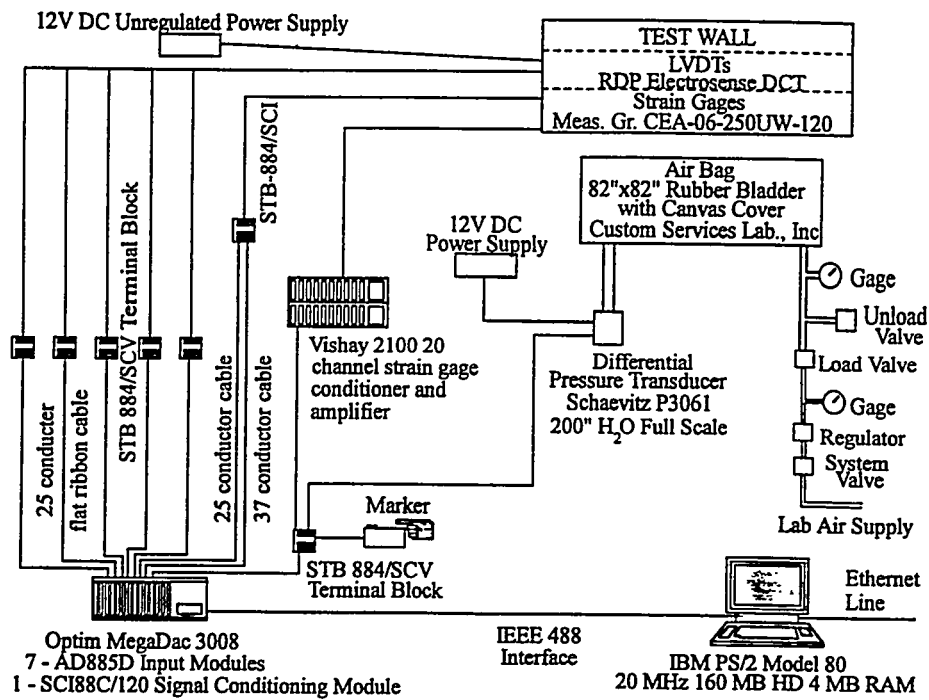 12V DC Unregulated Power Supply
TEST WALL
LVDTs
RDP Electrosense DCT
Strain Gages
Meas. Gr. CEA-06-250UW-120
STB-884/SCI
STB 884/SCV Terminal Block
Air Bag
82"x82" Rubber Bladder
with Canvas Cover
Custom Services Lab., Inc
12V DC
Power Supply
Gage
Unload
Valve
Load Valve
Gage
Regulator
System
Valve
Lab Air Supply
Vishay 2100 20
channel strain gage
conditioner and
amplifier
Differential
Pressure Transducer
Schaevitz P3061
200" H2O Full Scale
25 conducter
flat ribbon cable
25 conductor cable
37 conductor cable
Marker
STB 884/SCV
Terminal Block
Ethernet
Line
IEEE 488
Interface
Optim MegaDac 3008
7 - AD885D Input Modules
1 - SCI88C/120 Signal Conditioning Module
IBM PS/2 Model 80
20 MHz 160 MB HD 4 MB RAM